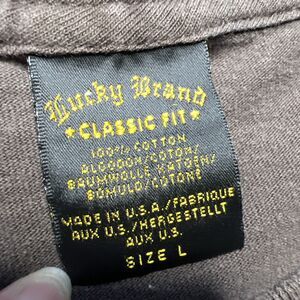 Lucky Brand
★ CLASSIC FIT ★
100% COTTON
ALGODON/COTON/
BAUMWOLLE KATOEN/
BOMULD/COTONE
MADE IN U.S.A./FABRIQUE
AUX U.S./HERGESTELLT
AUX U.S.
SIZE L